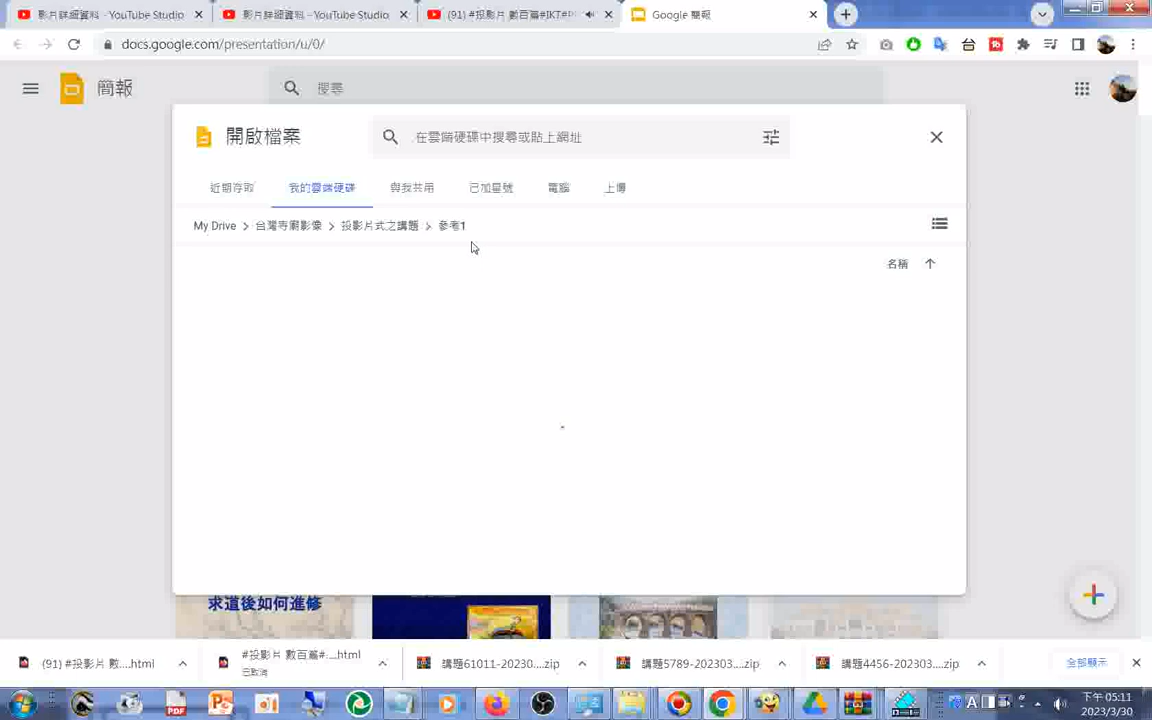 影片詳細資料 - YouTube Studio
影片詳細資料 - YouTube Studio
(91) #投影片 數百篇#IKT#
Google 簡報
docs.google.com/presentation/u/0/
簡報
搜尋
開啟檔案
在雲端硬碟中搜尋或貼上網址
近期存取
我的雲端硬碟
與我共用
已加星號
電腦
上傳
My Drive > 台灣寺廟影像 > 投影片式之講題 > 參考1
名稱
求道後如何進修
(91) #投影片 數....html
#投影片 數百篇#..._html
已取消
講題61011-20230....zip
講題5789-202303....zip
講題4456-202303....zip
全部顯示
PDF
A
下午 05:11
2023/3/30